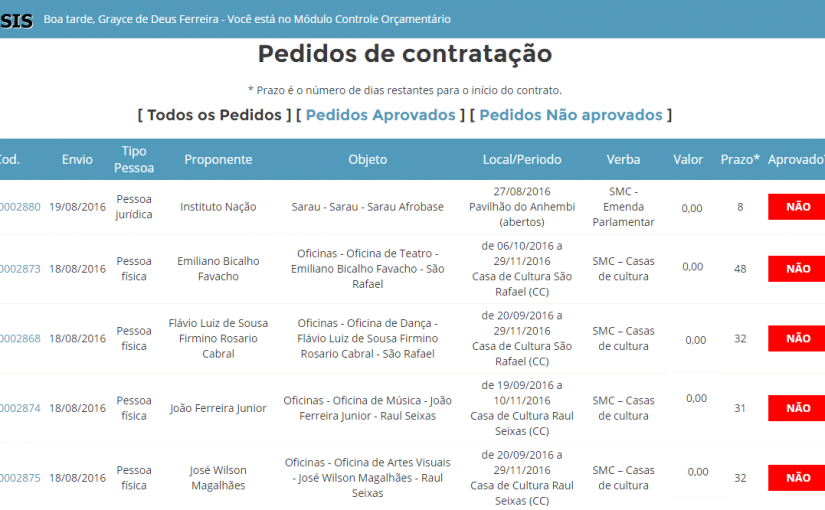 SIS Boa tarde, Grayce de Deus Ferreira - Você está no Módulo Controle Orçamentário
Pedidos de contratação
* Prazo é o número de dias restantes para o início do contrato.
[ Todos os Pedidos ] [ Pedidos Aprovados ] [ Pedidos Não aprovados ]
Cod. Envio Tipo Pessoa Proponente Objeto Local/Periodo Verba Valor Prazo* Aprovado
0002880 19/08/2016 Pessoa jurídica Instituto Nação Sarau - Sarau - Sarau Afrobase 27/08/2016 Pavilhão do Anhembi (abertos) SMC - Emenda Parlamentar 0,00 8 NÃO
0002873 18/08/2016 Pessoa física Emiliano Bicalho Favacho Oficinas - Oficina de Teatro - Emiliano Bicalho Favacho - São Rafael de 06/10/2016 a 29/11/2016 Casa de Cultura São Rafael (CC) SMC – Casas de cultura 0,00 48 NÃO
0002868 18/08/2016 Pessoa física Flávio Luiz de Sousa Firmino Rosario Cabral Oficinas - Oficina de Dança - Flávio Luiz de Sousa Firmino Rosario Cabral - São Rafael de 20/09/2016 a 29/11/2016 Casa de Cultura São Rafael (CC) SMC – Casas de cultura 0,00 32 NÃO
0002874 18/08/2016 Pessoa física João Ferreira Junior Oficinas - Oficina de Música - João Ferreira Junior - Raul Seixas de 19/09/2016 a 10/11/2016 Casa de Cultura Raul Seixas (CC) SMC – Casas de cultura 0,00 31 NÃO
0002875 18/08/2016 Pessoa física José Wilson Magalhães Oficinas - Oficina de Artes Visuais - José Wilson Magalhães - Raul Seixas de 20/09/2016 a 29/11/2016 Casa de Cultura Raul Seixas (CC) SMC – Casas de cultura 0,00 32 NÃO